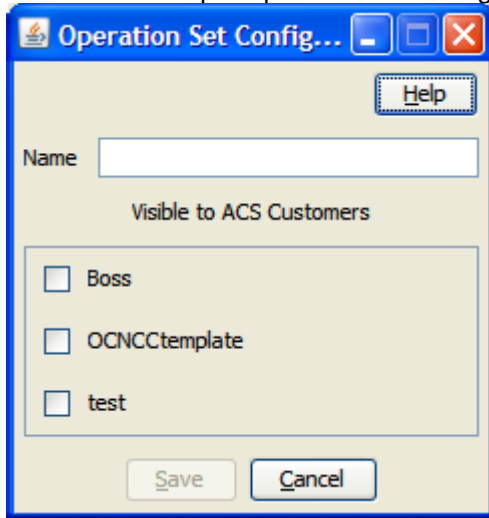 Operation Set Config...
Help
Name
Visible to ACS Customers
Boss
OCNCCtemplate
test
Save Cancel